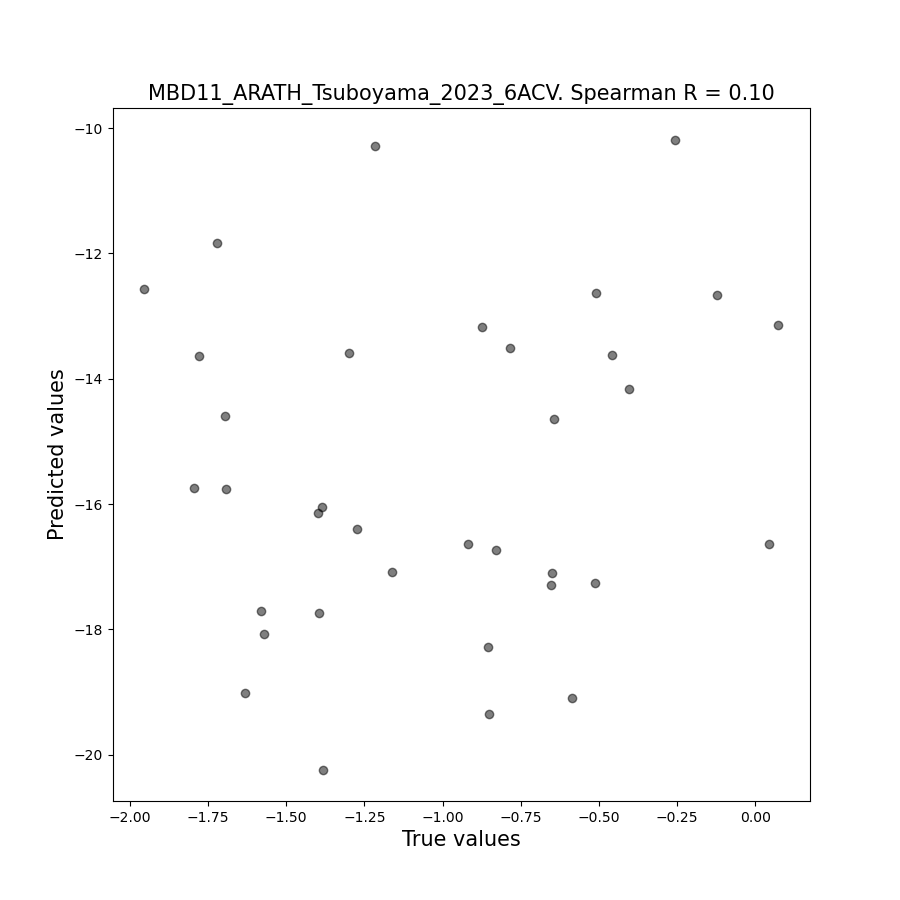 MBD11_ARATH_Tsuboyama_2023_6ACV. Spearman R = 0.10
Predicted values
−10
−12
−14
−16
−18
−20
−2.00 −1.75 −1.50 −1.25 −1.00 −0.75 −0.50 −0.25 0.00
True values